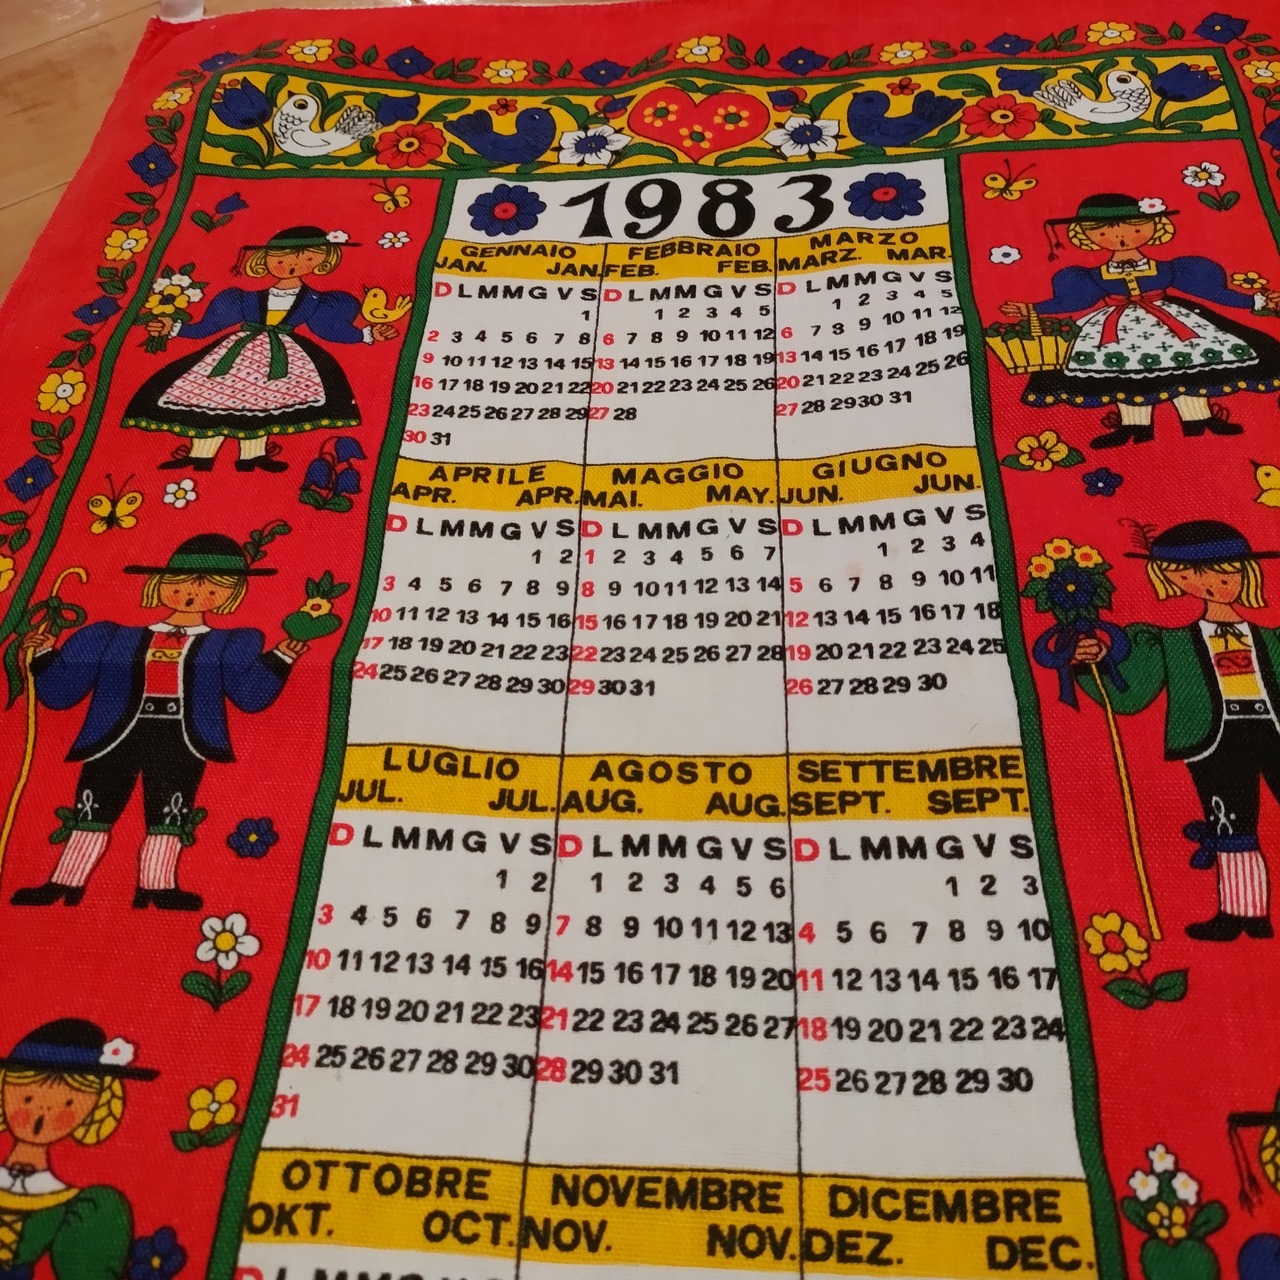 1983
GENNAIO FEBBRAIO MARZO
JAN. JAN. FEB. FEB. MARZ. MAR.
D L M M G V S D L M M G V S D L M M G V S
1 1 2 3 4 5 1 2 3 4 5
2 3 4 5 6 7 8 6 7 8 9 10 11 12 6 7 8 9 10 11 12
9 10 11 12 13 14 15 13 14 15 16 17 18 19 13 14 15 16 17 18 19
16 17 18 19 20 21 22 20 21 22 23 24 25 26 20 21 22 23 24 25 26
23 24 25 26 27 28 29 27 28 27 28 29 30 31
30 31
APRILE MAGGIO GIUGNO
APR. APR. MAI. MAY. JUN. JUN.
D L M M G V S D L M M G V S D L M M G V S
1 2 1 2 3 4 5 6 7 1 2 3 4
3 4 5 6 7 8 9 8 9 10 11 12 13 14 5 6 7 8 9 10 11
10 11 12 13 14 15 16 15 16 17 18 19 20 21 12 13 14 15 16 17 18
17 18 19 20 21 22 23 22 23 24 25 26 27 28 19 20 21 22 23 24 25
24 25 26 27 28 29 30 29 30 31 26 27 28 29 30
LUGLIO AGOSTO SETTEMBRE
JUL. JUL. AUG. AUG. SEPT. SEPT.
D L M M G V S D L M M G V S D L M M G V S
1 2 1 2 3 4 5 6 1 2 3
3 4 5 6 7 8 9 7 8 9 10 11 12 13 4 5 6 7 8 9 10
10 11 12 13 14 15 16 14 15 16 17 18 19 20 11 12 13 14 15 16 17
17 18 19 20 21 22 23 21 22 23 24 25 26 27 18 19 20 21 22 23 24
24 25 26 27 28 29 30 28 29 30 31 25 26 27 28 29 30
31
OTTOBRE NOVEMBRE DICEMBRE
OKT. OCT. NOV. NOV. DEZ. DEC.
D L M M G V S